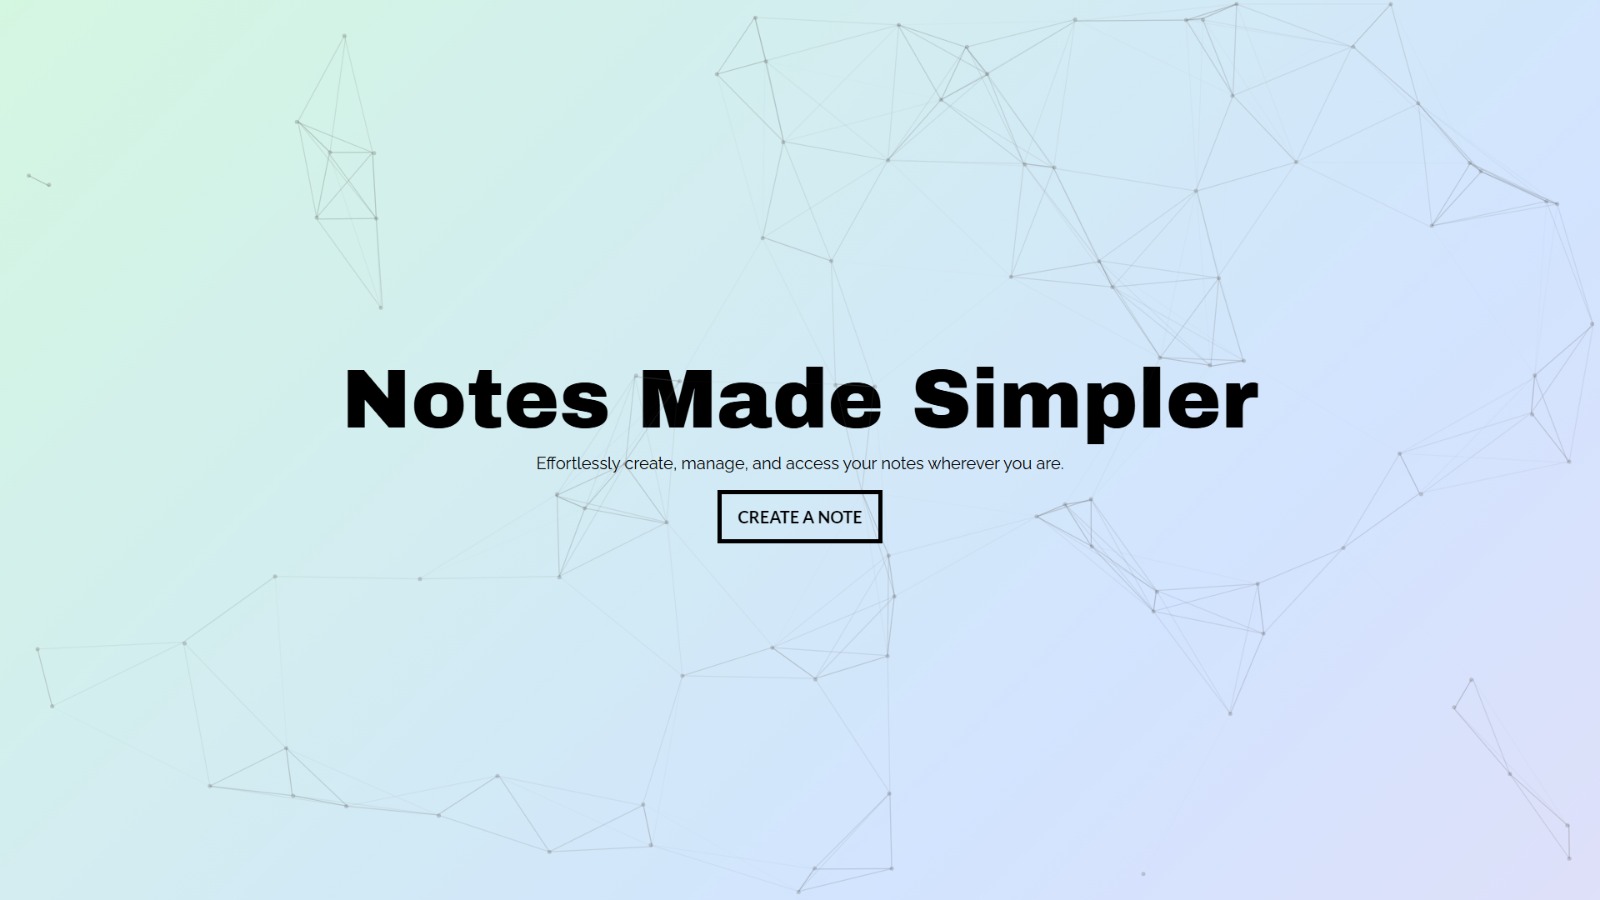 Notes Made Simpler
Effortlessly create, manage, and access your notes wherever you are.
CREATE A NOTE